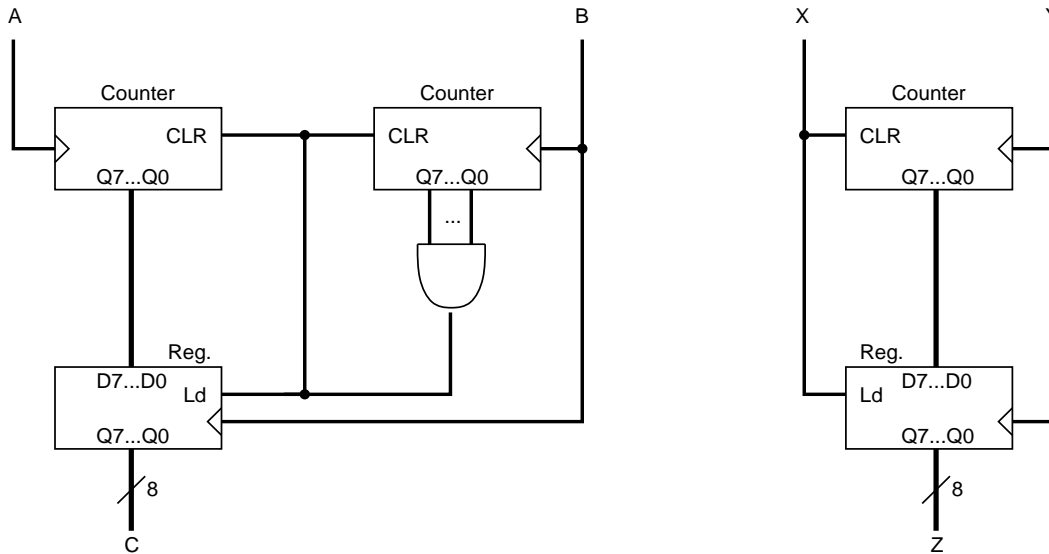 A
B
Counter
CLR
Q7...Q0
Counter
CLR
Q7...Q0
...
Reg.
D7...D0
Ld
Q7...Q0
8
C
X
Y
Counter
CLR
Q7...Q0
Reg.
D7...D0
Ld
Q7...Q0
8
Z